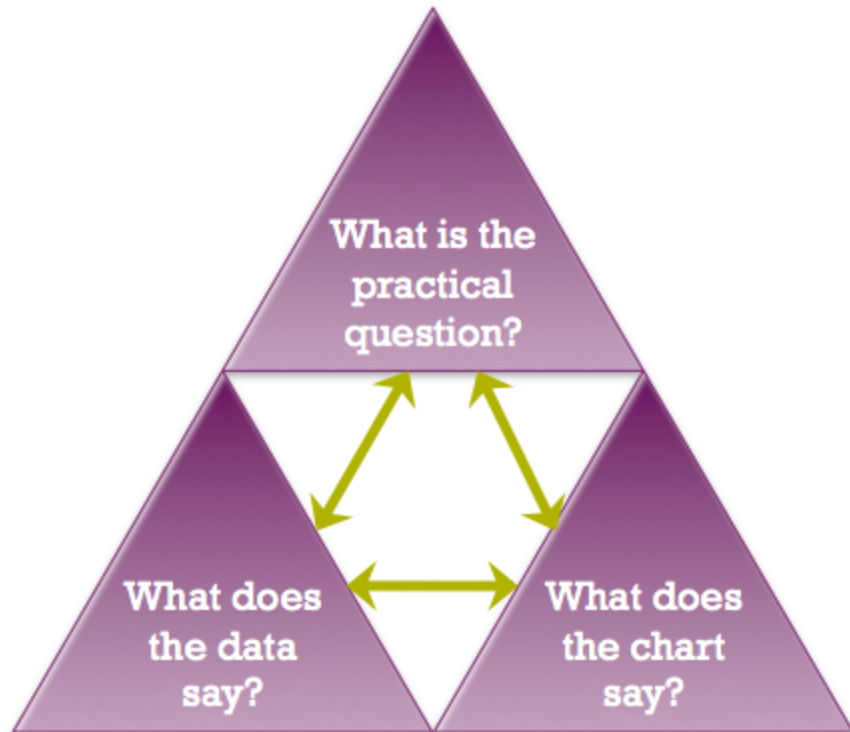 What is the
practical
question?
What does
the data
say?
What does
the chart
say?